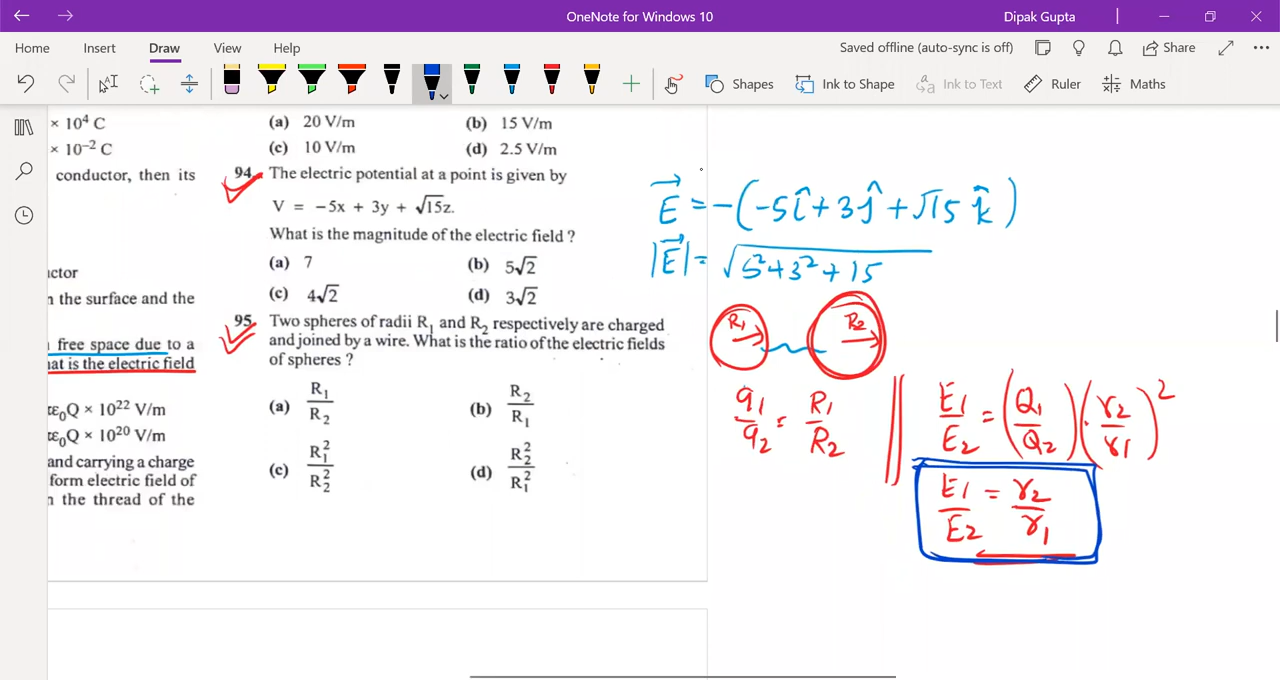 OneNote for Windows 10
Dipak Gupta
Home Insert Draw View Help
Saved offline (auto-sync is off)
Share
Shapes
Ink to Shape
Ink to Text
Ruler
Maths
× 10⁴ C
× 10⁻² C
conductor, then its
ctor
the surface and the
free space due to a
at is the electric field
ε₀Q × 10²² V/m
ε₀Q × 10²⁰ V/m
and carrying a charge
form electric field of
the thread of the
(a) 20 V/m (b) 15 V/m
(c) 10 V/m (d) 2.5 V/m
94. The electric potential at a point is given by
V = −5x + 3y + √15z.
What is the magnitude of the electric field ?
(a) 7 (b) 5√2
(c) 4√2 (d) 3√2
95. Two spheres of radii R₁ and R₂ respectively are charged
and joined by a wire. What is the ratio of the electric fields
of spheres ?
(a) R₁/R₂ (b) R₂/R₁
(c) R₁²/R₂² (d) R₂²/R₁²
E⃗ = −(−5î + 3ĵ + √15 k̂)
|E⃗| = √5²+3²+15
R₁ R₂
q₁/q₂ = R₁/R₂ || E₁/E₂ = (Q₁/Q₂)·(r₂/r₁)²
E₁/E₂ = r₂/r₁